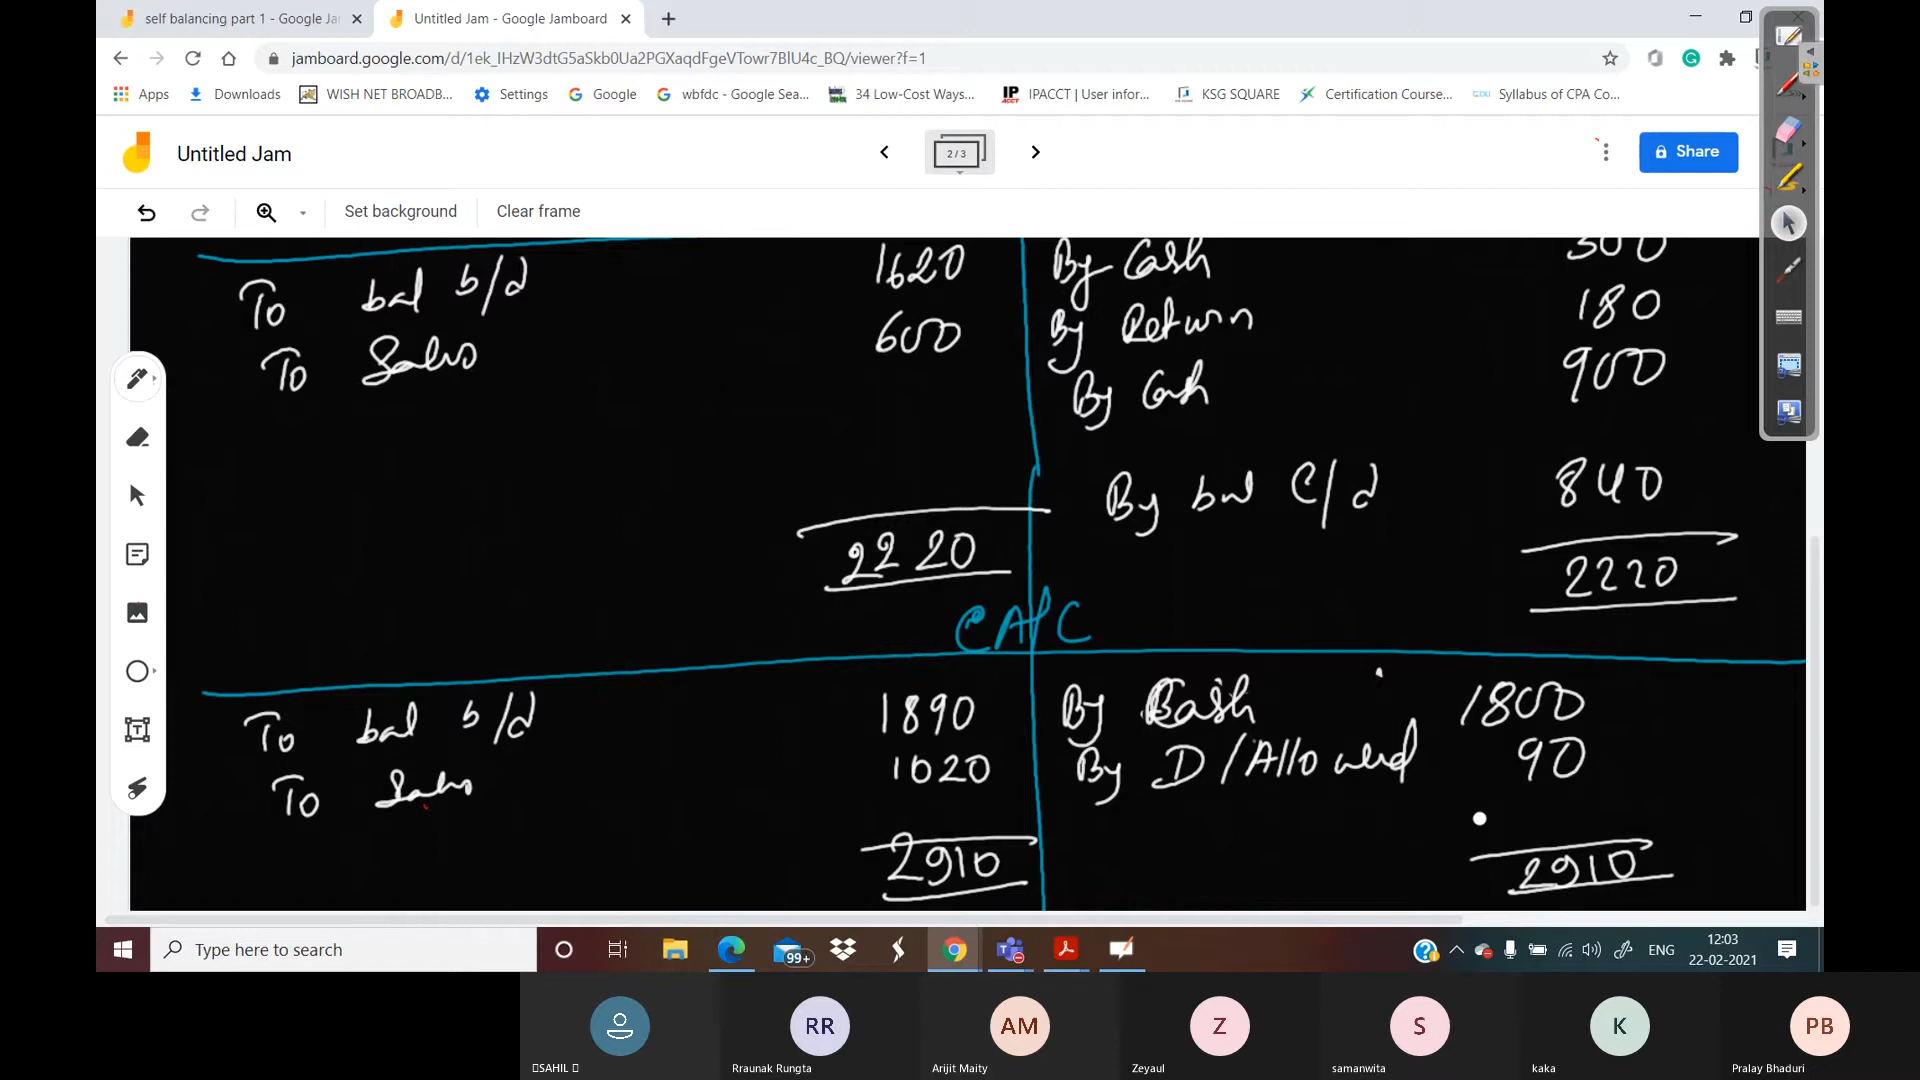 self balancing part 1 - Google Ja
Untitled Jam - Google Jamboard
jamboard.google.com/d/1ek_IHzW3dtG5aSkb0Ua2PGXaqdFgeVTowr7BlU4c_BQ/viewer?f=1
Apps Downloads WISH NET BROADB... Settings Google wbfdc - Google Sea... 34 Low-Cost Ways... IPACCT | User infor... KSG SQUARE Certification Course... Syllabus of CPA Co...
Untitled Jam
2 / 3
Share
Set background Clear frame
To bal b/d 1620 By Cash 300
To Sales 600 By Return 180
By Cash 900
By bal C/d 840
2220 2220
C A/C
To bal b/d 1890 By Cash 1800
To Sales 1020 By D/Allowed 90
2910 2910
Type here to search
99+
ENG
12:03
22-02-2021
RR AM Z S K PB
SAHIL Rraunak Rungta Arijit Maity Zeyaul samanwita kaka Pralay Bhaduri